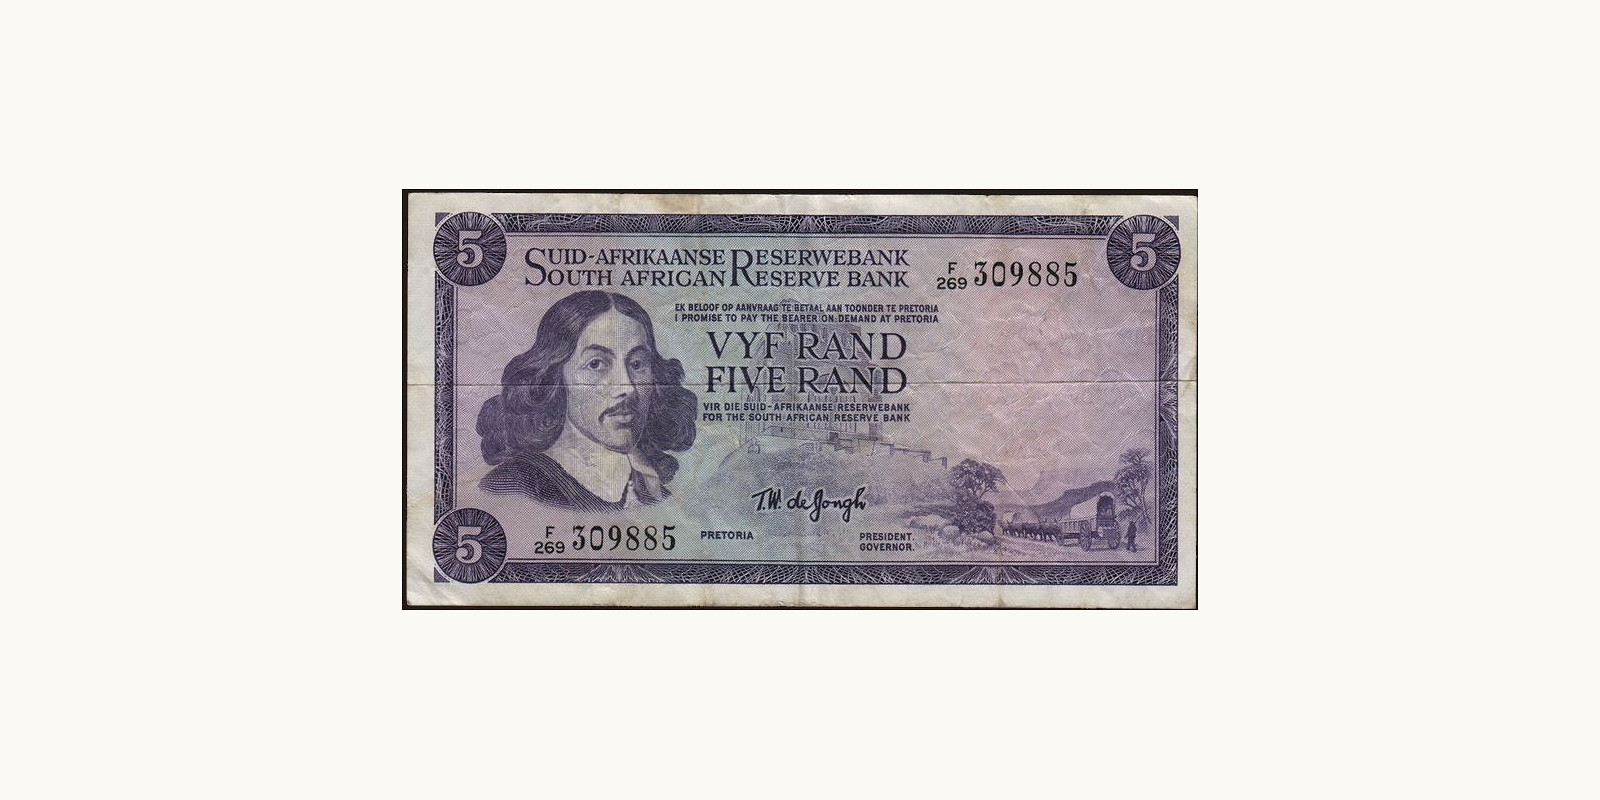 5
5
SUID-AFRIKAANSE RESERWEBANK
SOUTH AFRICAN RESERVE BANK
F
269 309885
EK BELOOF OP AANVRAAG TE BETAAL AAN TOONDER TE PRETORIA
I PROMISE TO PAY THE BEARER ON DEMAND AT PRETORIA
VYF RAND
FIVE RAND
VIR DIE SUID-AFRIKAANSE RESERWEBANK
FOR THE SOUTH AFRICAN RESERVE BANK
T.W. de Jongh
5
F
269 309885
PRETORIA
PRESIDENT.
GOVERNOR.